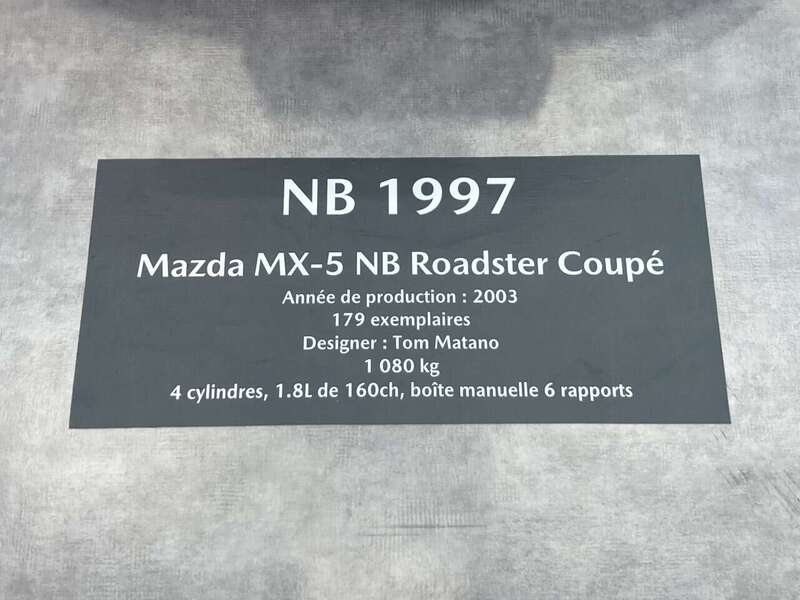 NB 1997
Mazda MX-5 NB Roadster Coupé
Année de production : 2003
179 exemplaires
Designer : Tom Matano
1 080 kg
4 cylindres, 1.8L de 160ch, boîte manuelle 6 rapports